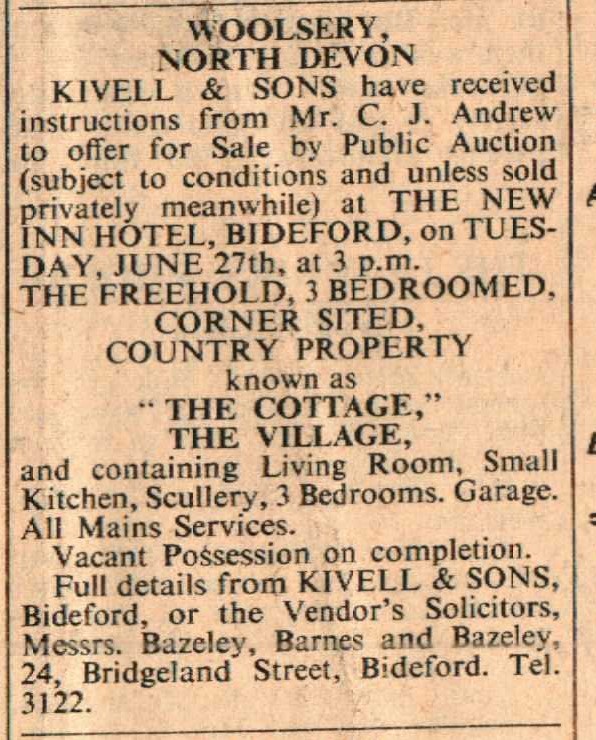 WOOLSERY,
NORTH DEVON
KIVELL & SONS have received
instructions from Mr. C. J. Andrew
to offer for Sale by Public Auction
(subject to conditions and unless sold
privately meanwhile) at THE NEW
INN HOTEL, BIDEFORD, on TUES-
DAY, JUNE 27th, at 3 p.m.
THE FREEHOLD, 3 BEDROOMED,
CORNER SITED,
COUNTRY PROPERTY
known as
“ THE COTTAGE,”
THE VILLAGE,
and containing Living Room, Small
Kitchen, Scullery, 3 Bedrooms. Garage.
All Mains Services.
Vacant Possession on completion.
Full details from KIVELL & SONS,
Bideford, or the Vendor's Solicitors,
Messrs. Bazeley, Barnes and Bazeley,
24, Bridgeland Street, Bideford. Tel.
3122.